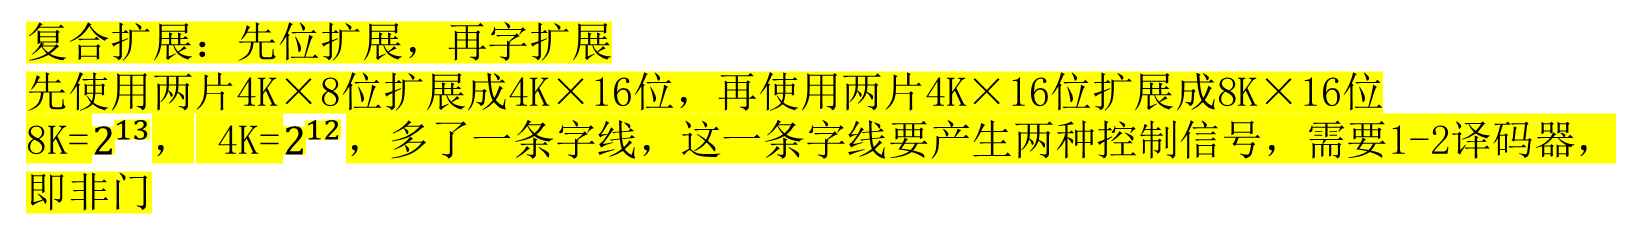 复合扩展：先位扩展，再字扩展
先使用两片4K×8位扩展成4K×16位，再使用两片4K×16位扩展成8K×16位
8K=2¹³， 4K=2¹²，多了一条字线，这一条字线要产生两种控制信号，需要1-2译码器，
即非门